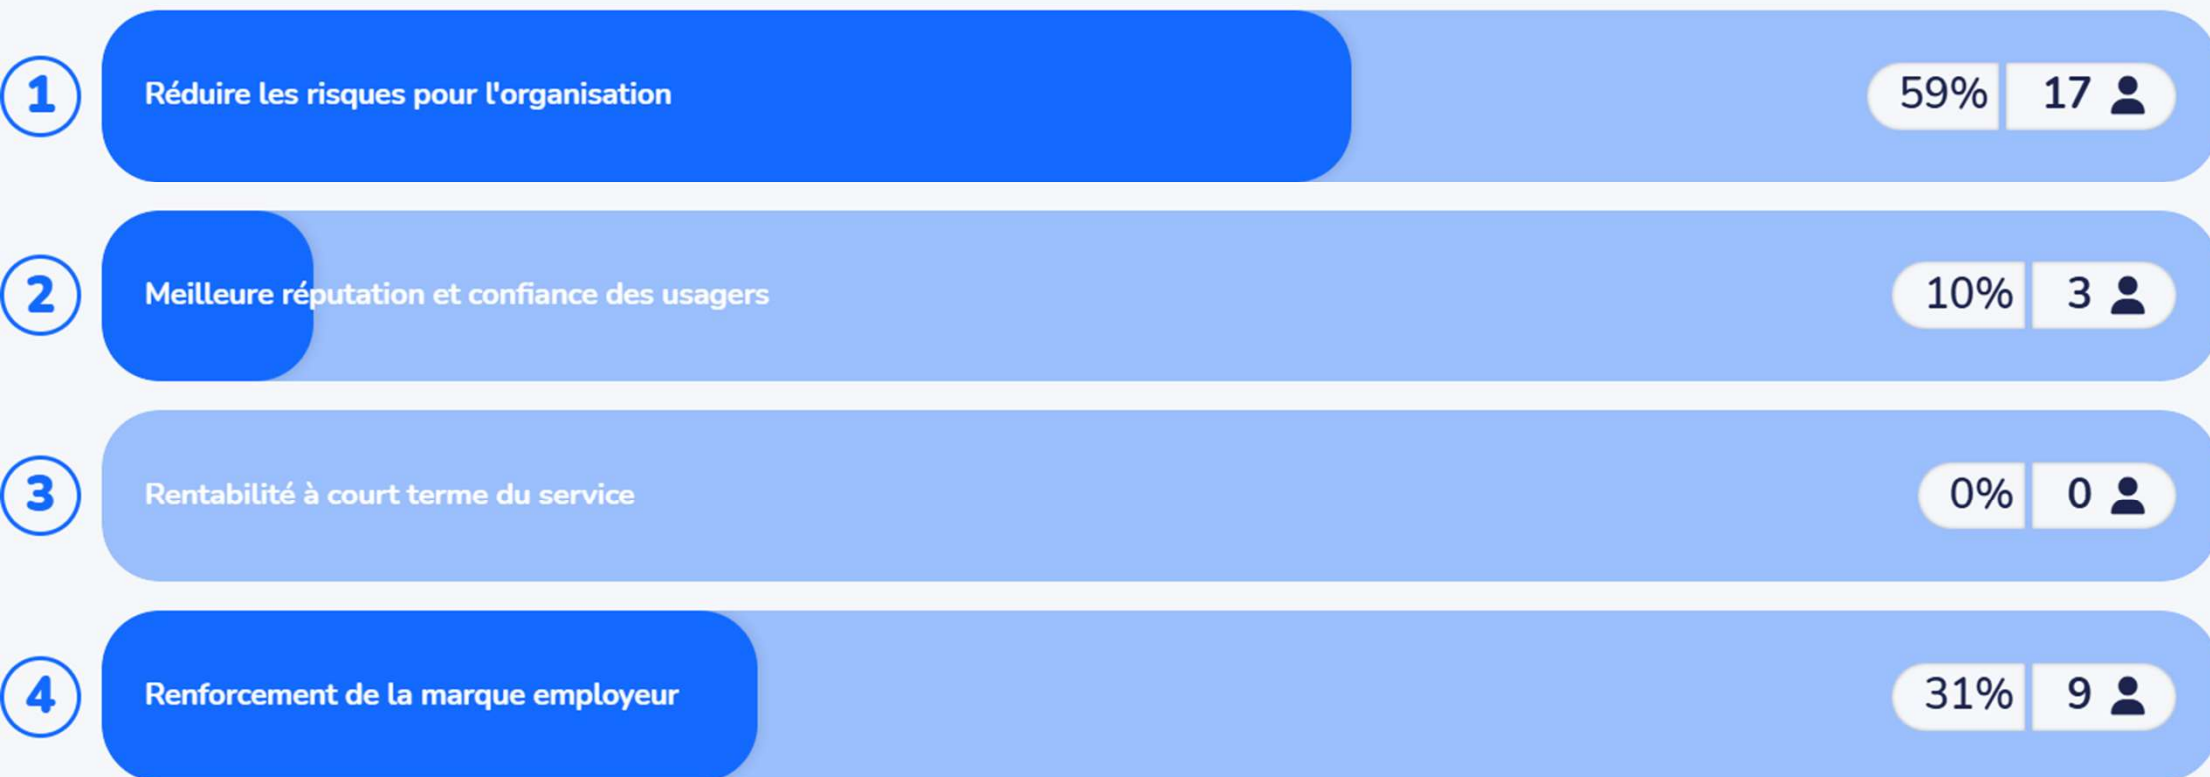 1 Réduire les risques pour l'organisation 59% 17
2 Meilleure réputation et confiance des usagers 10% 3
3 Rentabilité à court terme du service 0% 0
4 Renforcement de la marque employeur 31% 9